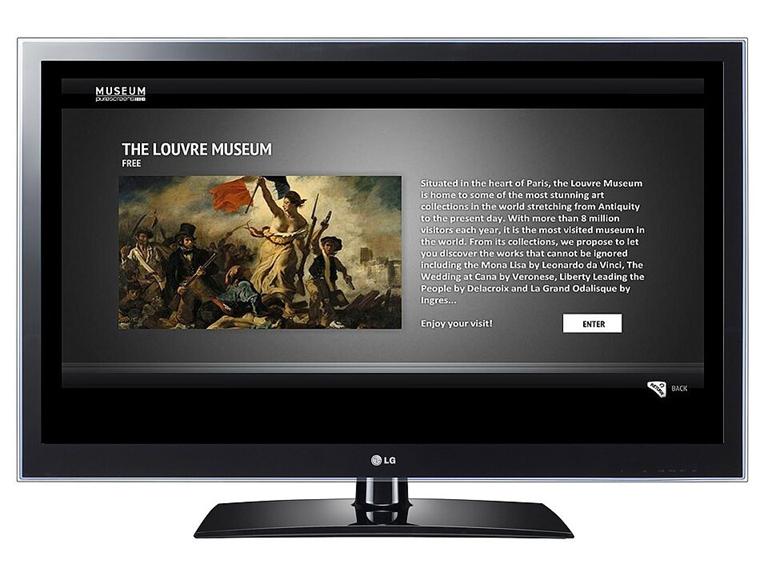 MUSEUM
purescreens
THE LOUVRE MUSEUM
FREE
Situated in the heart of Paris, the Louvre Museum
is home to some of the most stunning art
collections in the world stretching from Antiquity
to the present day. With more than 8 million
visitors each year, it is the most visited museum in
the world. From its collections, we propose to let
you discover the works that cannot be ignored
including the Mona Lisa by Leonardo da Vinci, The
Wedding at Cana by Veronese, Liberty Leading the
People by Delacroix and La Grand Odalisque by
Ingres...
Enjoy your visit!
ENTER
BACK
LG